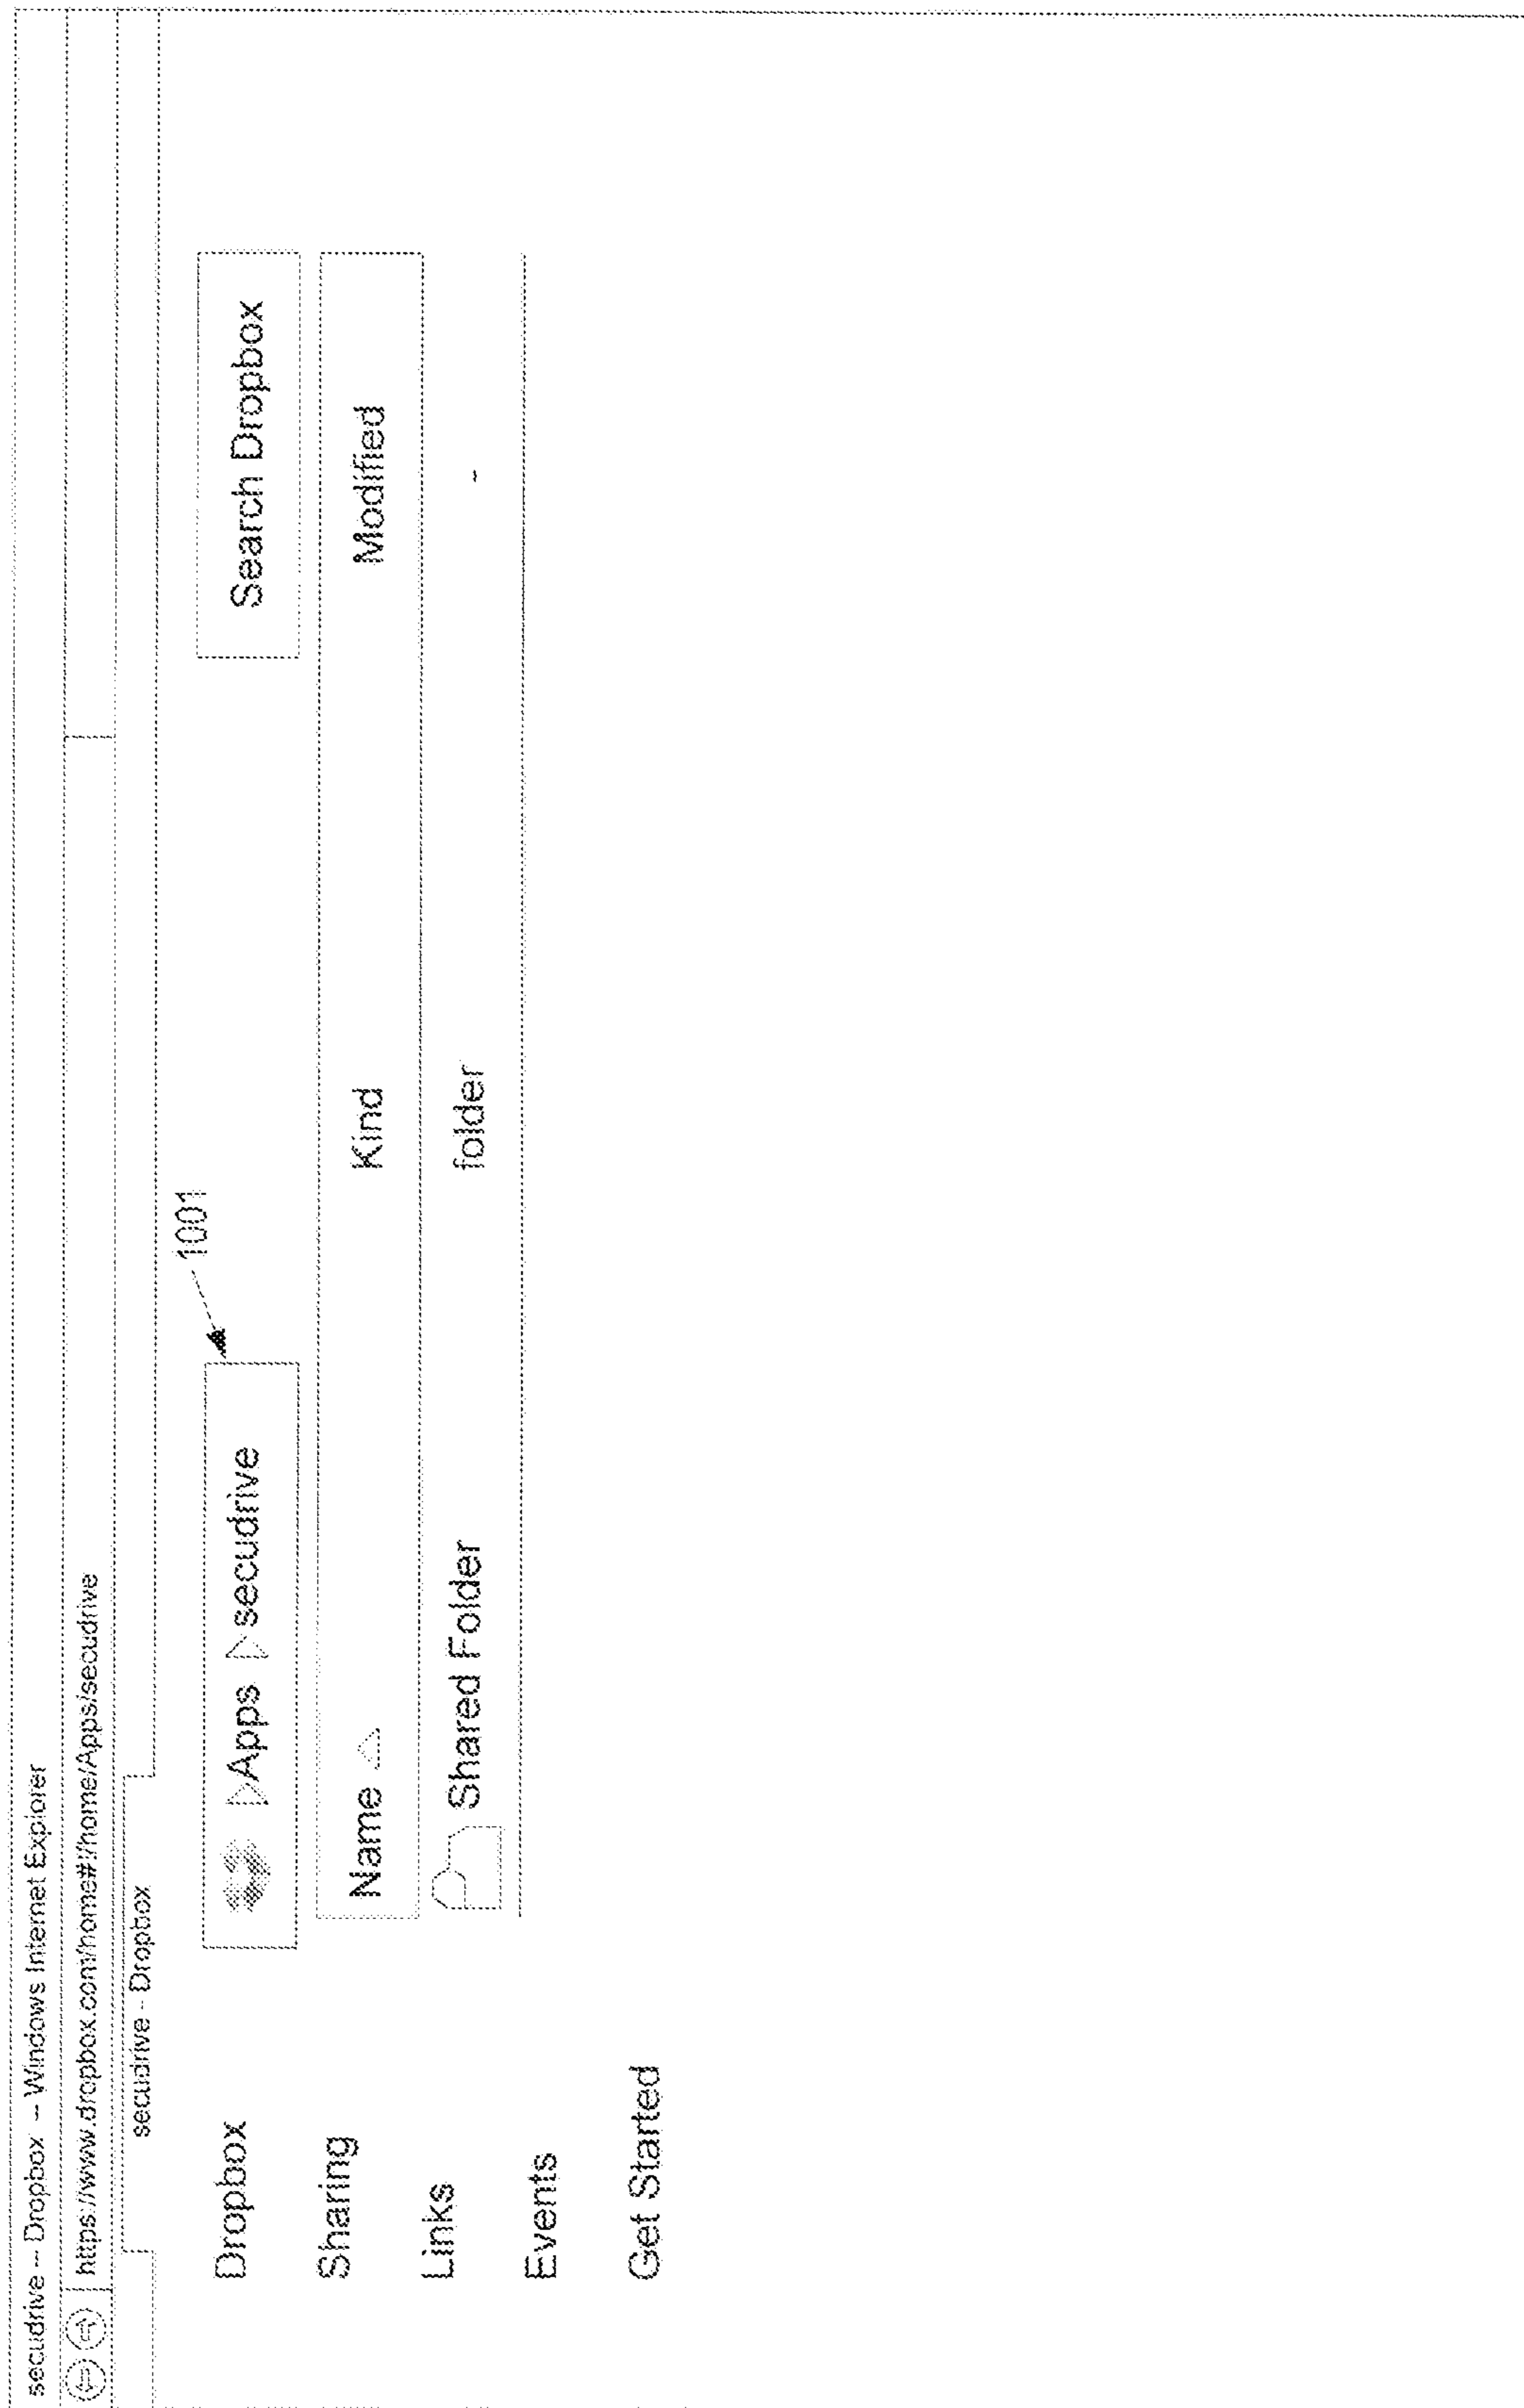 secudrive -- Dropbox -- Windows Internet Explorer
https://www.dropbox.com/home#!/home/Apps/secudrive
secudrive - Dropbox
1001
Dropbox
Apps secudrive
Search Dropbox
Sharing
Name Kind Modified
Links
Shared Folder folder -
Events
Get Started